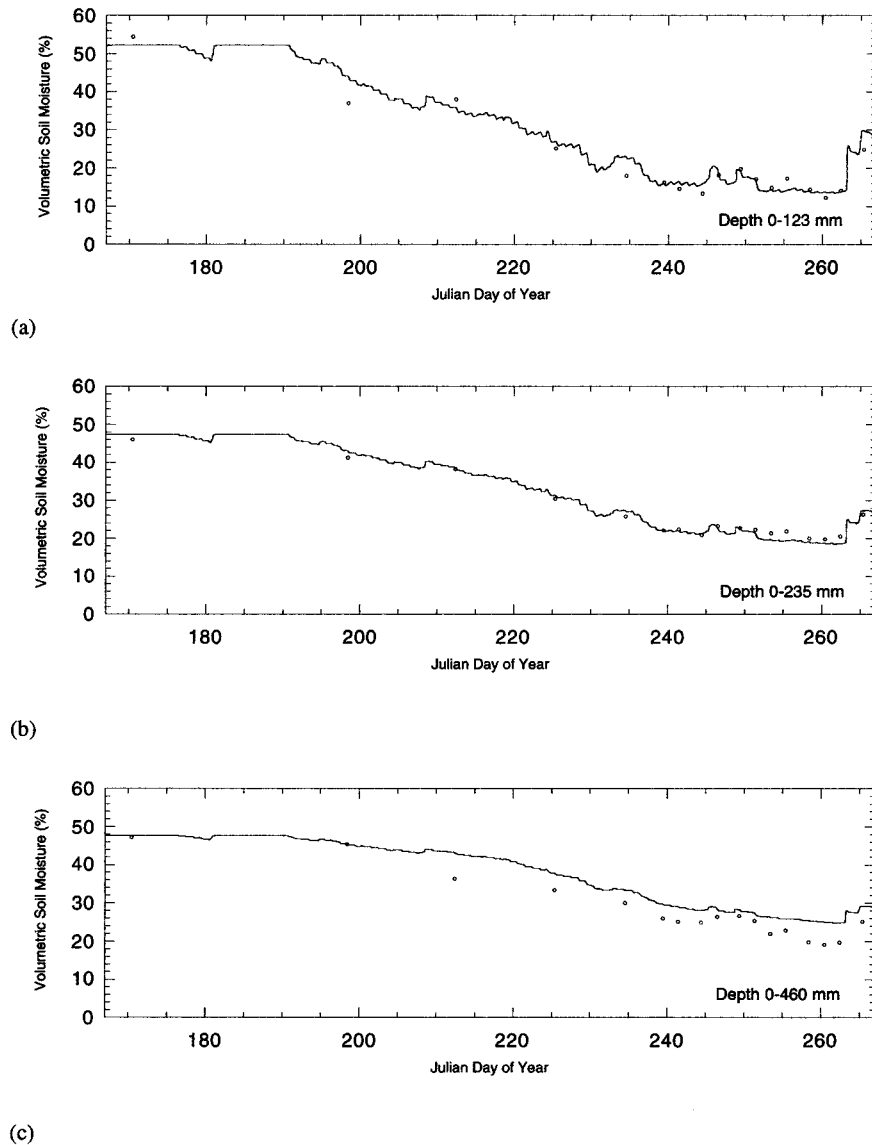 60
50
40
30
20
10
0
Volumetric Soil Moisture (%)
Depth 0-123 mm
180 200 220 240 260
Julian Day of Year
(a)
60
50
40
30
20
10
0
Volumetric Soil Moisture (%)
Depth 0-235 mm
180 200 220 240 260
Julian Day of Year
(b)
60
50
40
30
20
10
0
Volumetric Soil Moisture (%)
Depth 0-460 mm
180 200 220 240 260
Julian Day of Year
(c)